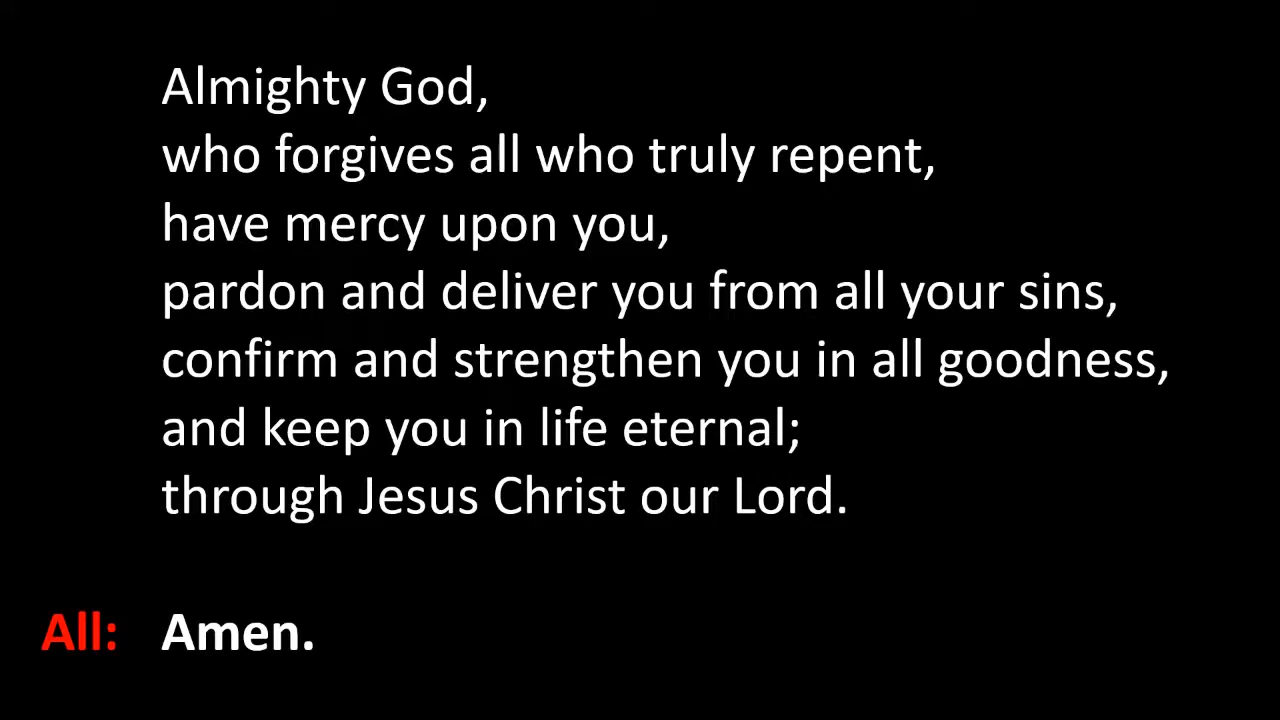 Almighty God,
who forgives all who truly repent,
have mercy upon you,
pardon and deliver you from all your sins,
confirm and strengthen you in all goodness,
and keep you in life eternal;
through Jesus Christ our Lord.
All: Amen.